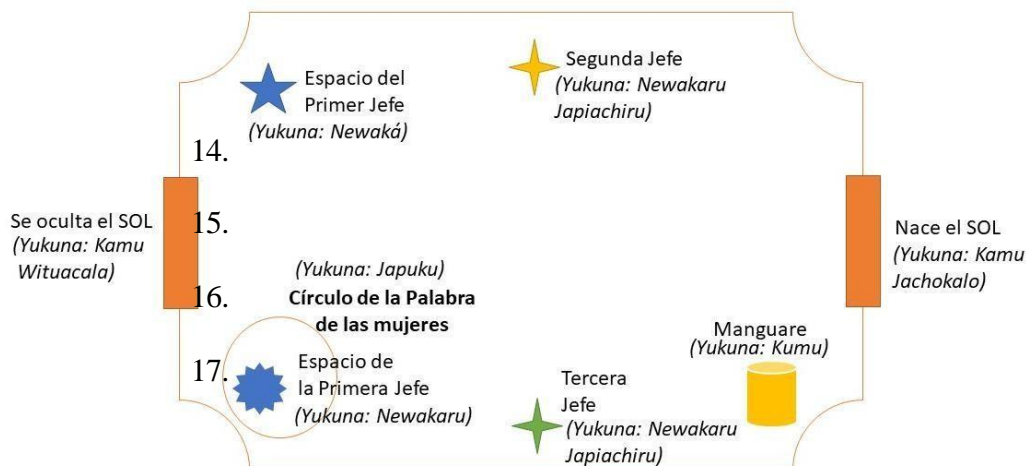 Espacio del
Primer Jefe
(Yukuna: Newaká)
Segunda Jefe
(Yukuna: Newakaru
Japiachiru)
14.
Se oculta el SOL
(Yukuna: Kamu
Wituacala)
15.
16.
17.
Nace el SOL
(Yukuna: Kamu
Jachokalo)
(Yukuna: Japuku)
Círculo de la Palabra
de las mujeres
Espacio de
la Primera Jefe
(Yukuna: Newakaru)
Tercera
Jefe
(Yukuna: Newakaru
Japiachiru)
Manguare
(Yukuna: Kumu)